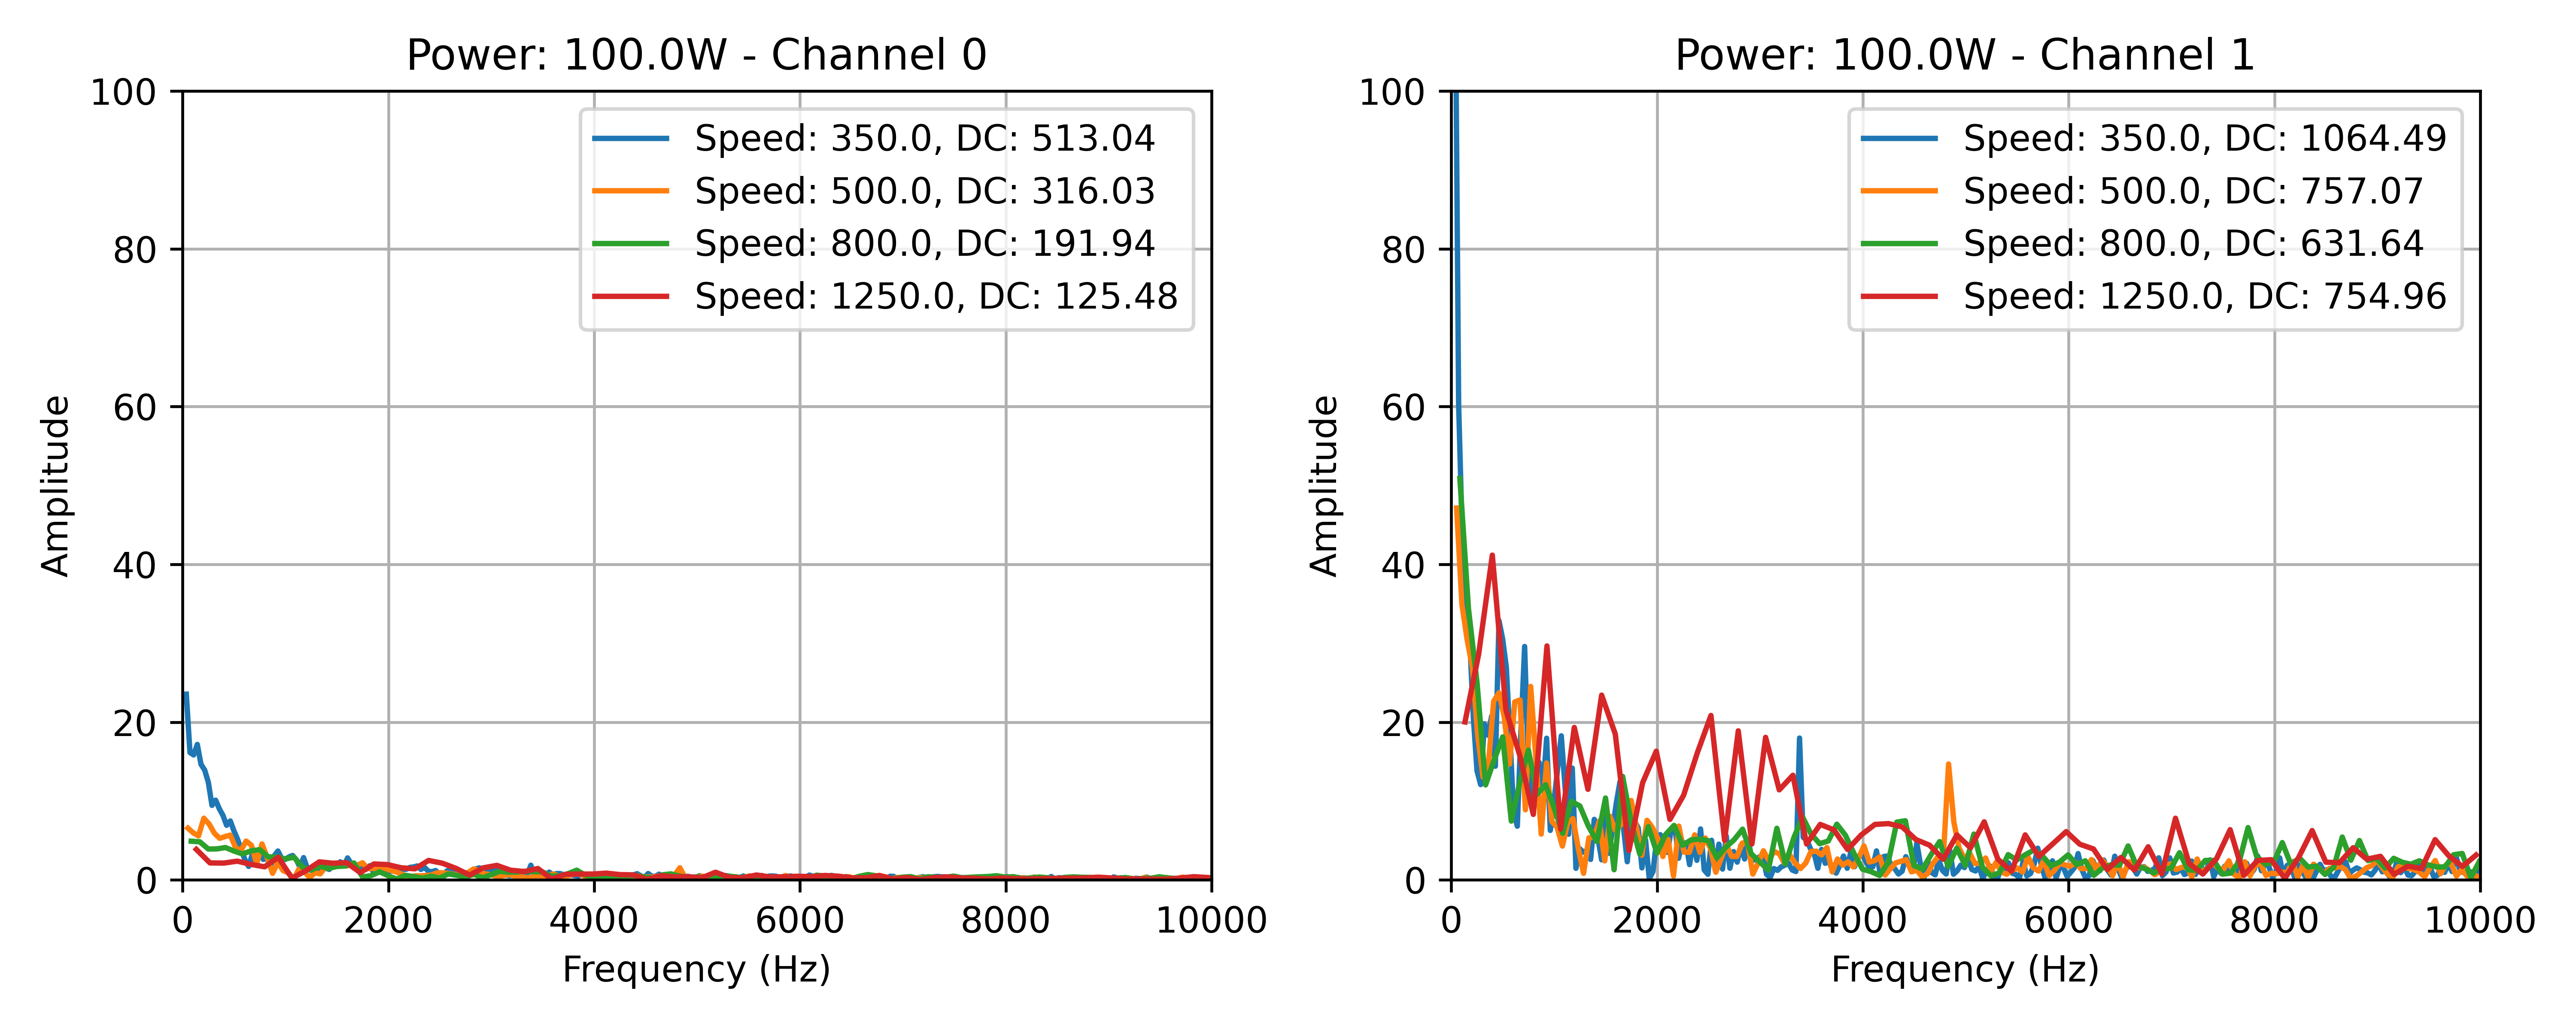 Power: 100.0W - Channel 0
100
80
60
40
20
0
Amplitude
Speed: 350.0, DC: 513.04
Speed: 500.0, DC: 316.03
Speed: 800.0, DC: 191.94
Speed: 1250.0, DC: 125.48
0 2000 4000 6000 8000 10000
Frequency (Hz)
Power: 100.0W - Channel 1
100
80
60
40
20
0
Amplitude
Speed: 350.0, DC: 1064.49
Speed: 500.0, DC: 757.07
Speed: 800.0, DC: 631.64
Speed: 1250.0, DC: 754.96
0 2000 4000 6000 8000 10000
Frequency (Hz)